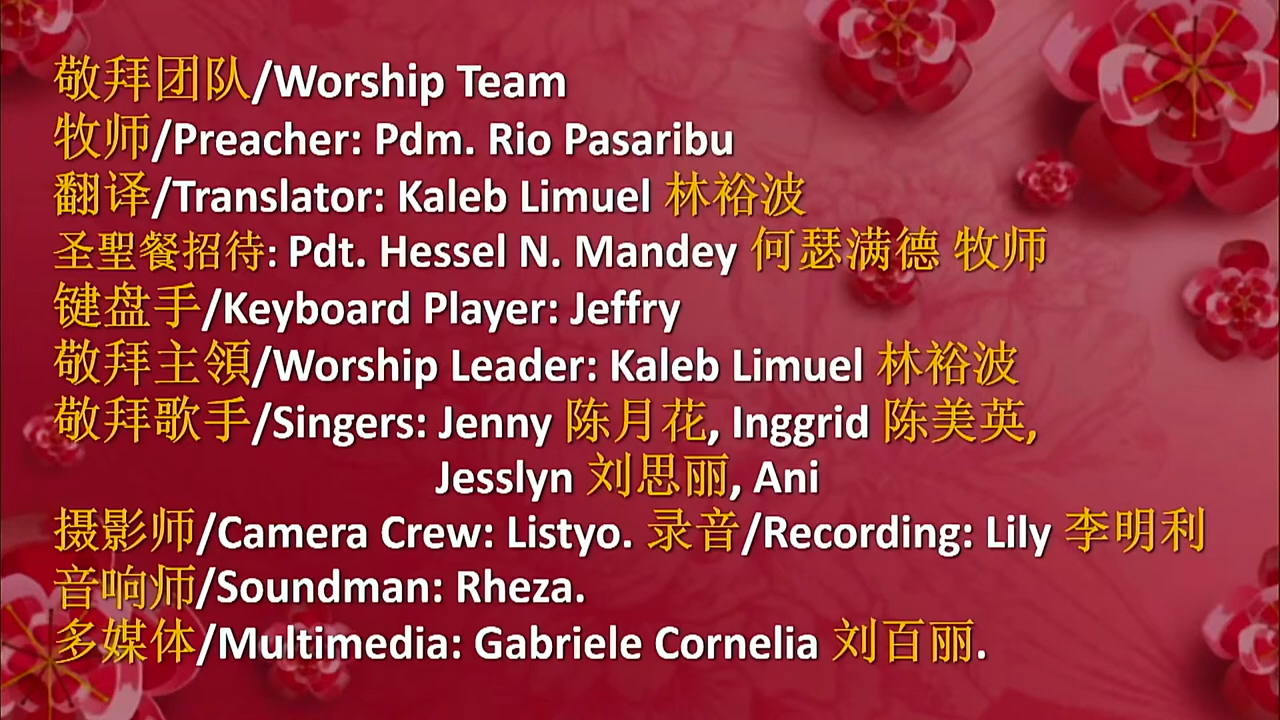 敬拜团队/Worship Team
牧师/Preacher: Pdm. Rio Pasaribu
翻译/Translator: Kaleb Limuel 林裕波
圣聖餐招待: Pdt. Hessel N. Mandey 何瑟满德 牧师
键盘手/Keyboard Player: Jeffry
敬拜主領/Worship Leader: Kaleb Limuel 林裕波
敬拜歌手/Singers: Jenny 陈月花, Inggrid 陈美英,
Jesslyn 刘思丽, Ani
摄影师/Camera Crew: Listyo. 录音/Recording: Lily 李明利
音响师/Soundman: Rheza.
多媒体/Multimedia: Gabriele Cornelia 刘百丽.